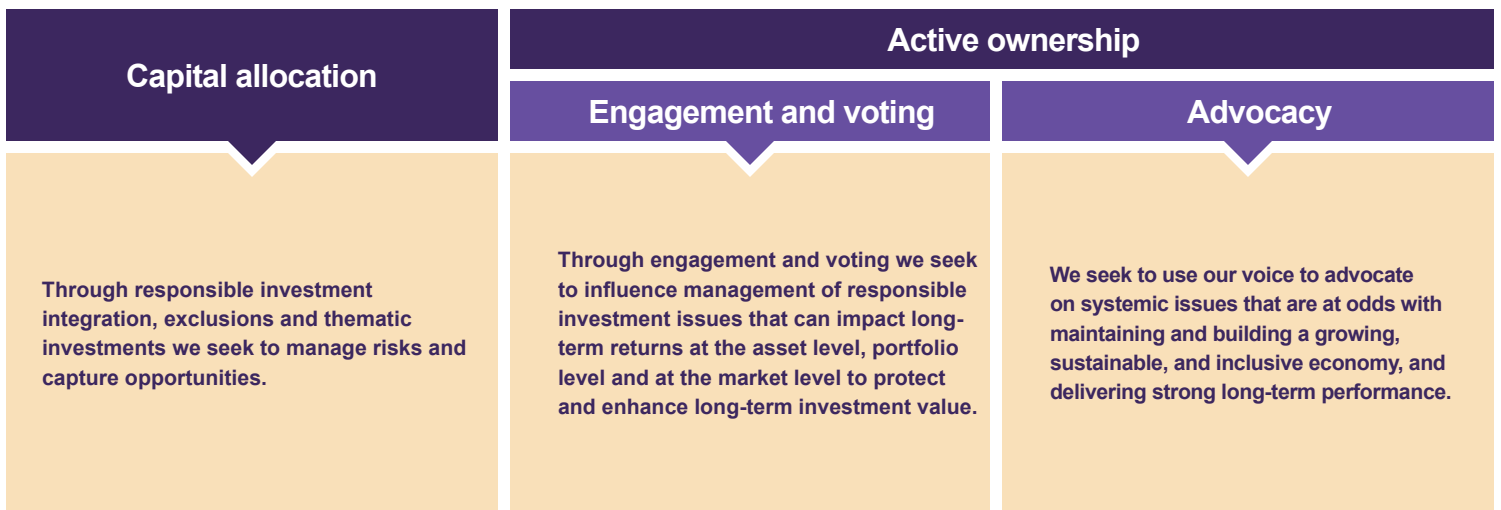 Capital allocation
Active ownership
Engagement and voting
Advocacy
Through responsible investment
integration, exclusions and thematic
investments we seek to manage risks and
capture opportunities.
Through engagement and voting we seek
to influence management of responsible
investment issues that can impact long-
term returns at the asset level, portfolio
level and at the market level to protect
and enhance long-term investment value.
We seek to use our voice to advocate
on systemic issues that are at odds with
maintaining and building a growing,
sustainable, and inclusive economy, and
delivering strong long-term performance.